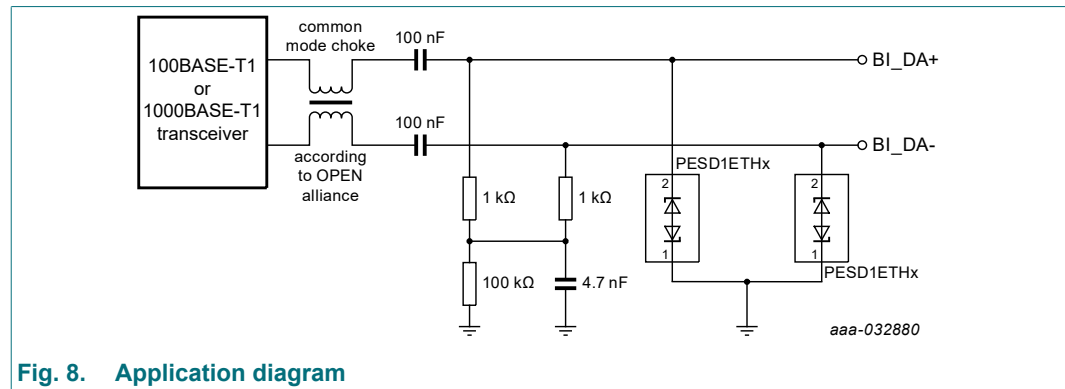 common
mode choke
100 nF
100BASE-T1
or
1000BASE-T1
transceiver
BI_DA+
100 nF
BI_DA-
according
to OPEN
alliance
PESD1ETHx
2
2
1 kΩ
1 kΩ
1
1
PESD1ETHx
100 kΩ
4.7 nF
aaa-032880
Fig. 8. Application diagram